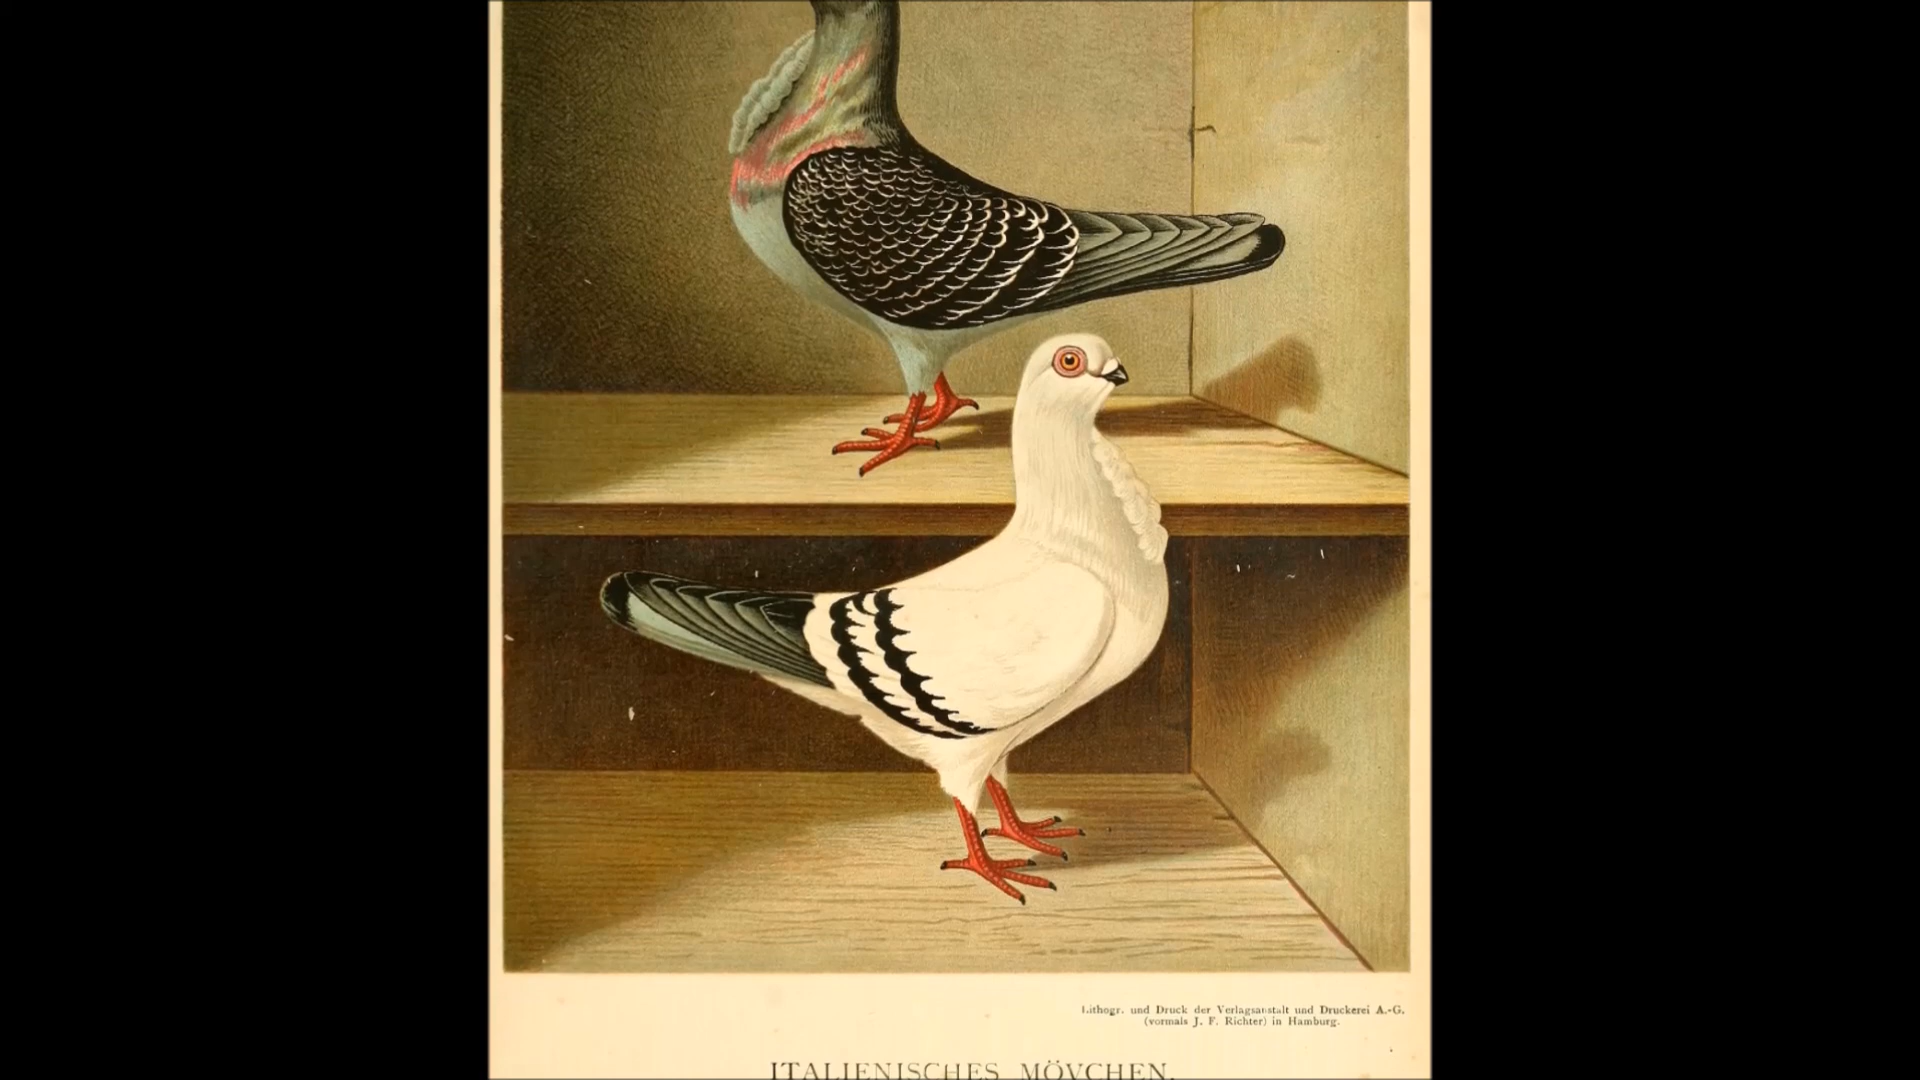 Lithogr. und Druck der Verlagsanstalt und Druckerei A.-G.
(vormals J. F. Richter) in Hamburg.
ITALIENISCHES MÖVCHEN.